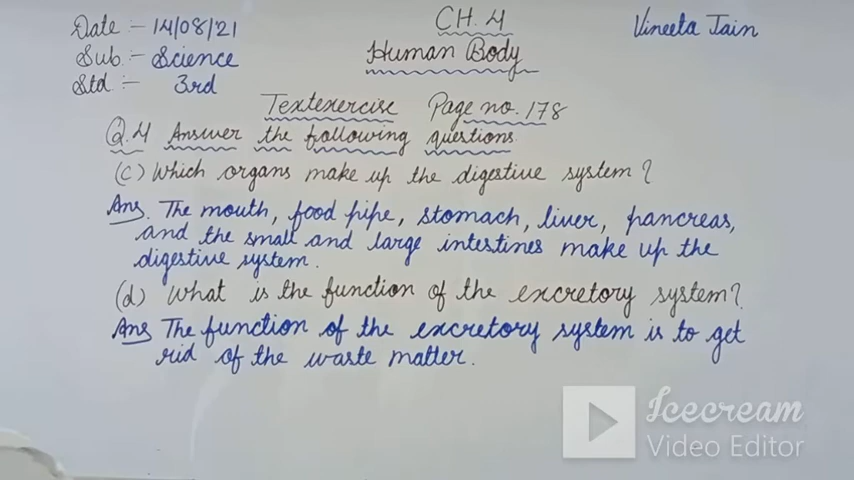 Date :- 14/08/21 CH. 4 Vineeta Jain
Sub :- Science Human Body
Std :- 3rd
Textexercise Page no. 178
Q.4 Answer the following questions
(c) Which organs make up the digestive system?
Ans. The mouth, food pipe, stomach, liver, pancreas,
and the small and large intestines make up the
digestive system.
(d) What is the function of the excretory system?
Ans The function of the excretory system is to get
rid of the waste matter.
Icecream
Video Editor